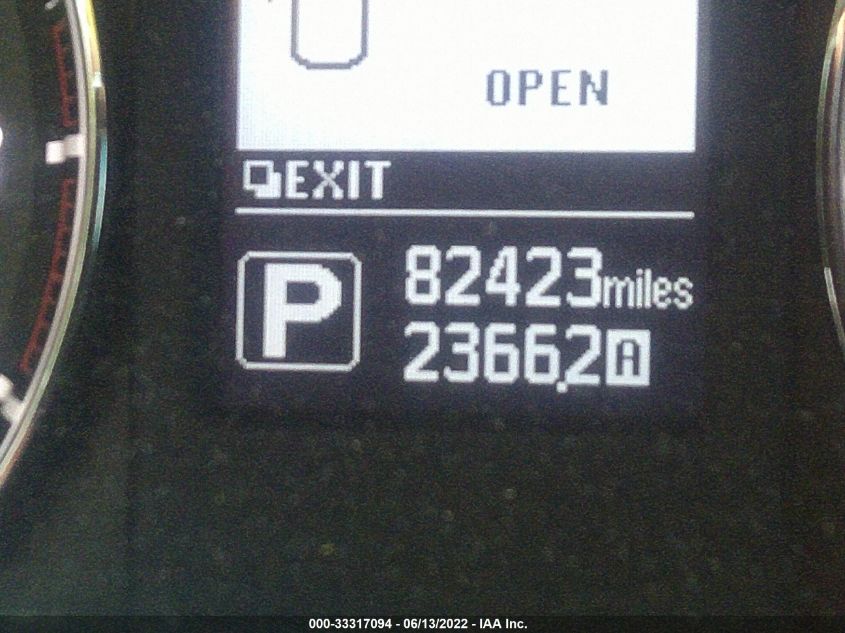 OPEN
EXIT
P
82423miles
2366.2A
000-33317094 - 06/13/2022 - IAA Inc.